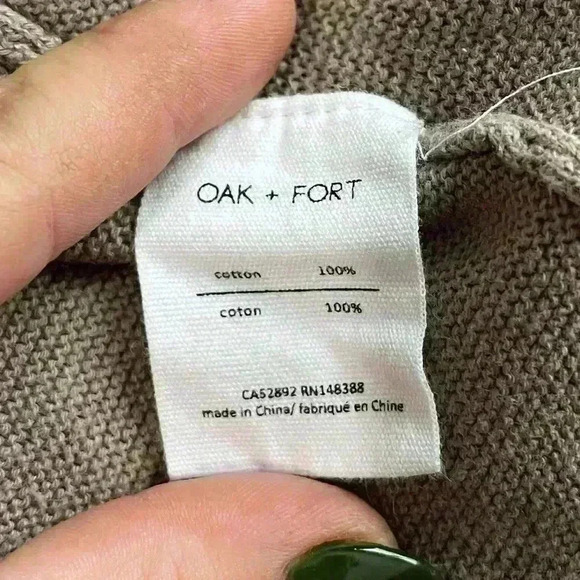 OAK + FORT
cotton 100%
coton 100%
CA52892 RN148388
made in China/ fabriqué en Chine